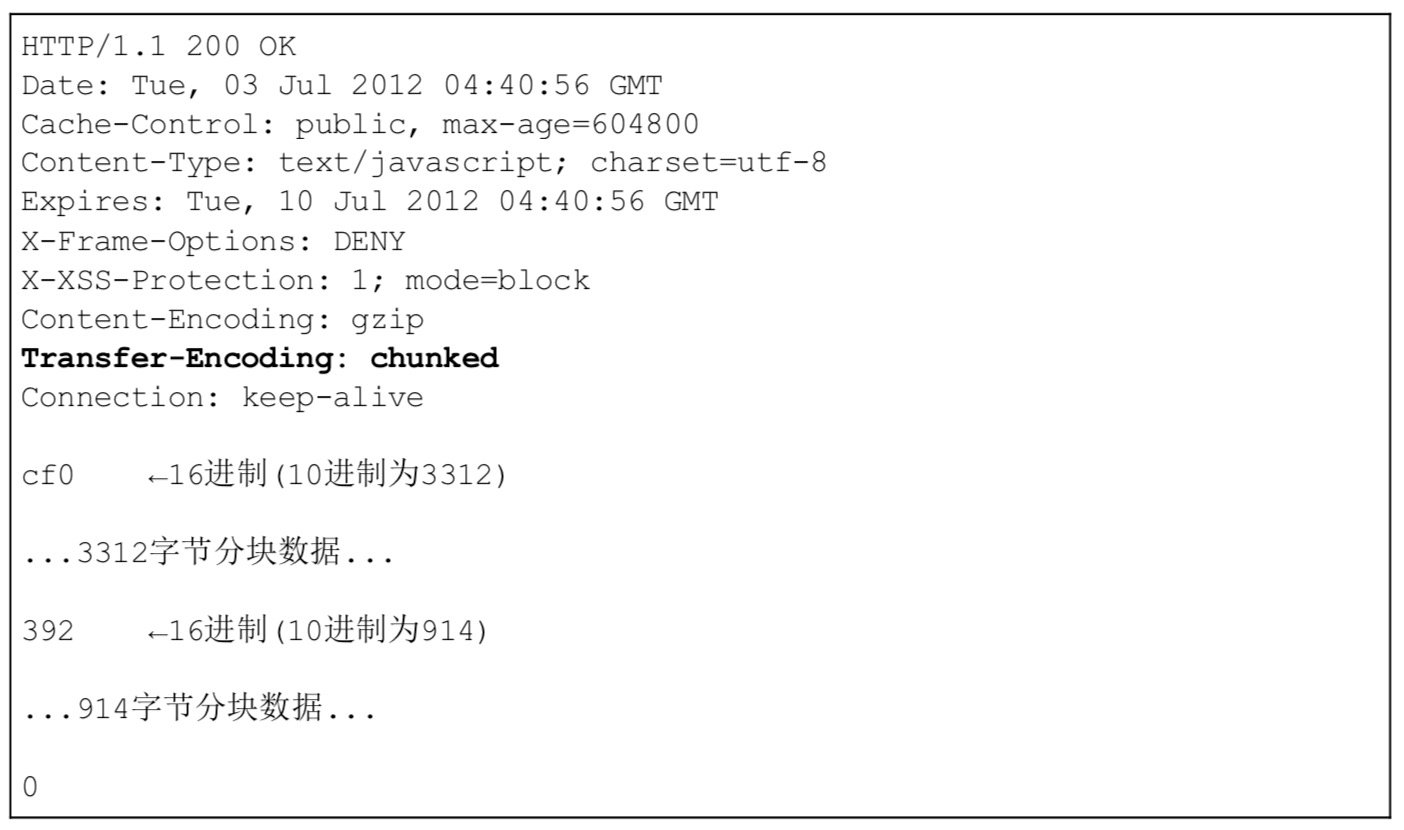 HTTP/1.1 200 OK
Date: Tue, 03 Jul 2012 04:40:56 GMT
Cache-Control: public, max-age=604800
Content-Type: text/javascript; charset=utf-8
Expires: Tue, 10 Jul 2012 04:40:56 GMT
X-Frame-Options: DENY
X-XSS-Protection: 1; mode=block
Content-Encoding: gzip
Transfer-Encoding: chunked
Connection: keep-alive
cf0 ←16进制(10进制为3312)
...3312字节分块数据...
392 ←16进制(10进制为914)
...914字节分块数据...
0